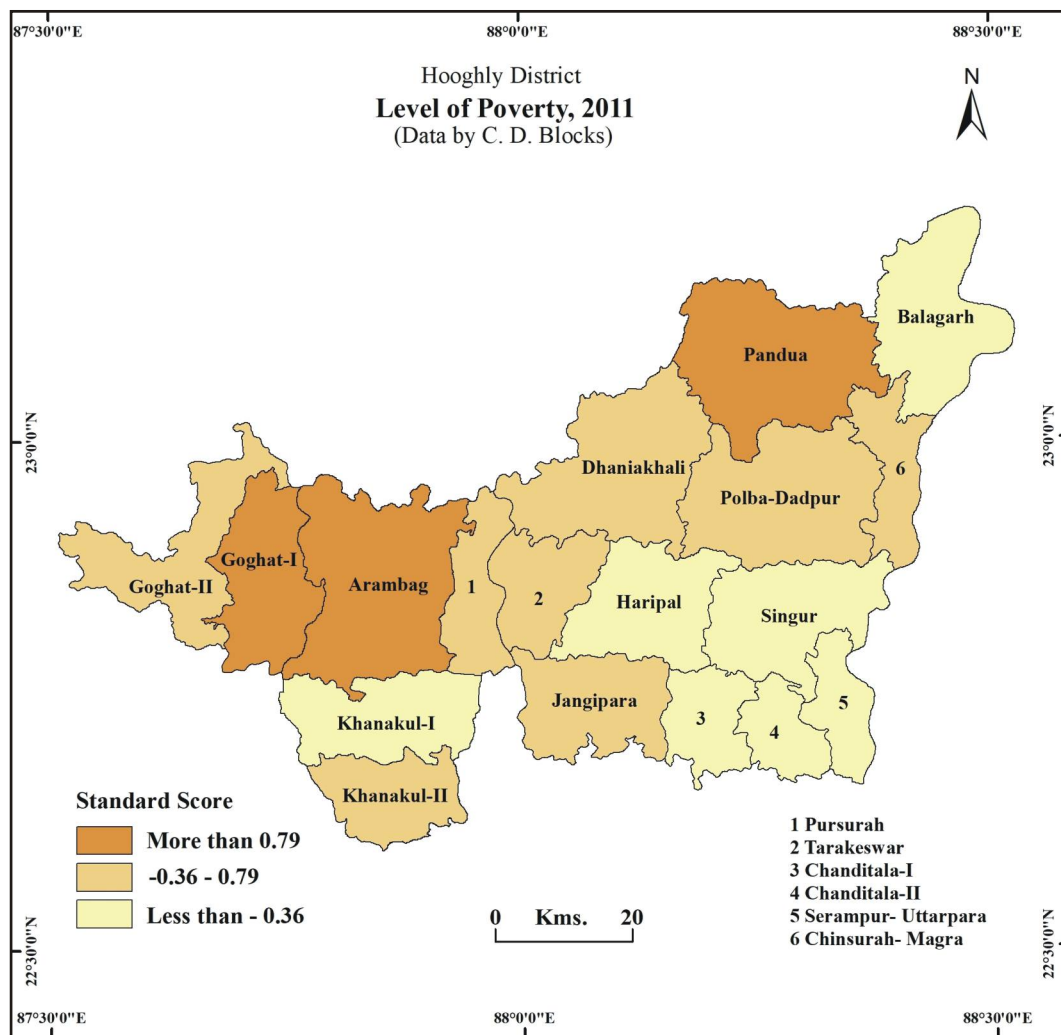 87°30'0"E 88°0'0"E 88°30'0"E
Hooghly District
Level of Poverty, 2011
(Data by C. D. Blocks)
N
Balagarh
Pandua
23°0'0"N
23°0'0"N
Dhaniakhali
6
Polba-Dadpur
Goghat-I
Goghat-II
Arambag
1
2
Haripal
Singur
Jangipara
3
4
5
Khanakul-I
Khanakul-II
Standard Score
More than 0.79
-0.36 - 0.79
Less than - 0.36
0 Kms. 20
1 Pursurah
2 Tarakeswar
3 Chanditala-I
4 Chanditala-II
5 Serampur- Uttarpara
6 Chinsurah- Magra
22°30'0"N
22°30'0"N
87°30'0"E 88°0'0"E 88°30'0"E